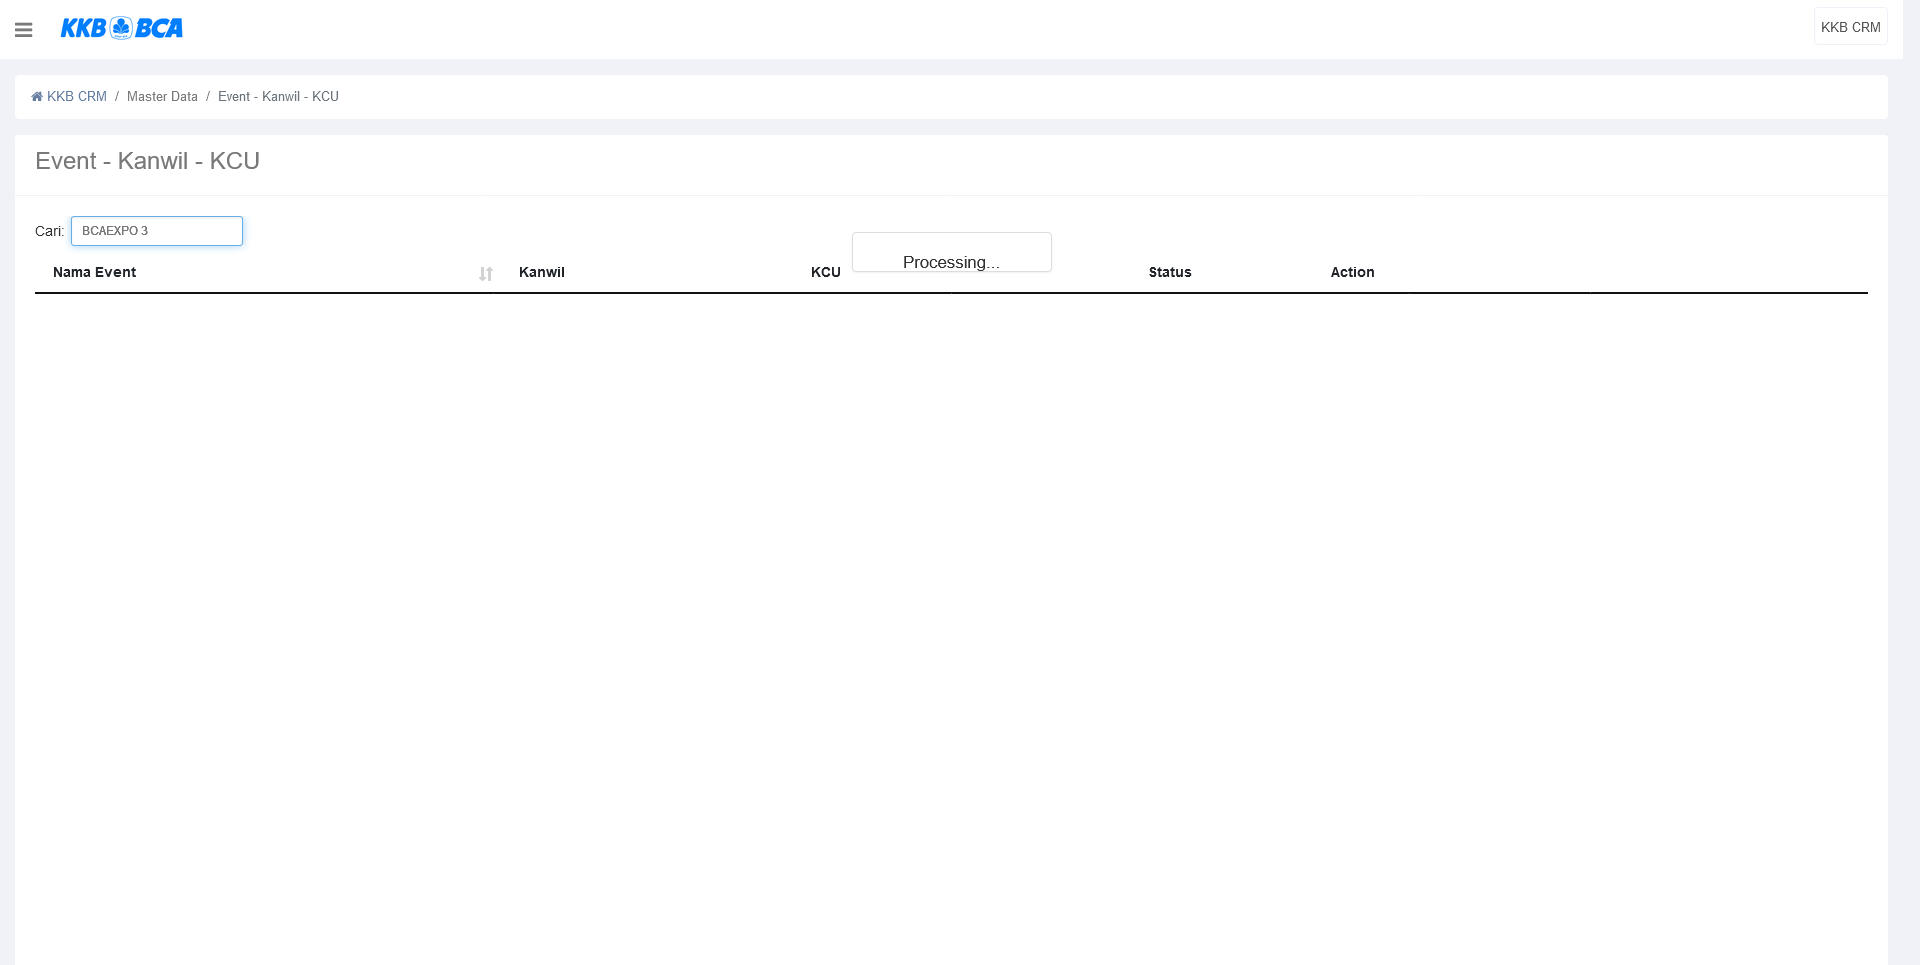 KKB BCA
KKB CRM
KKB CRM / Master Data / Event - Kanwil - KCU
Event - Kanwil - KCU
Cari: BCAEXPO 3
Processing...
Nama Event Kanwil KCU Status Action